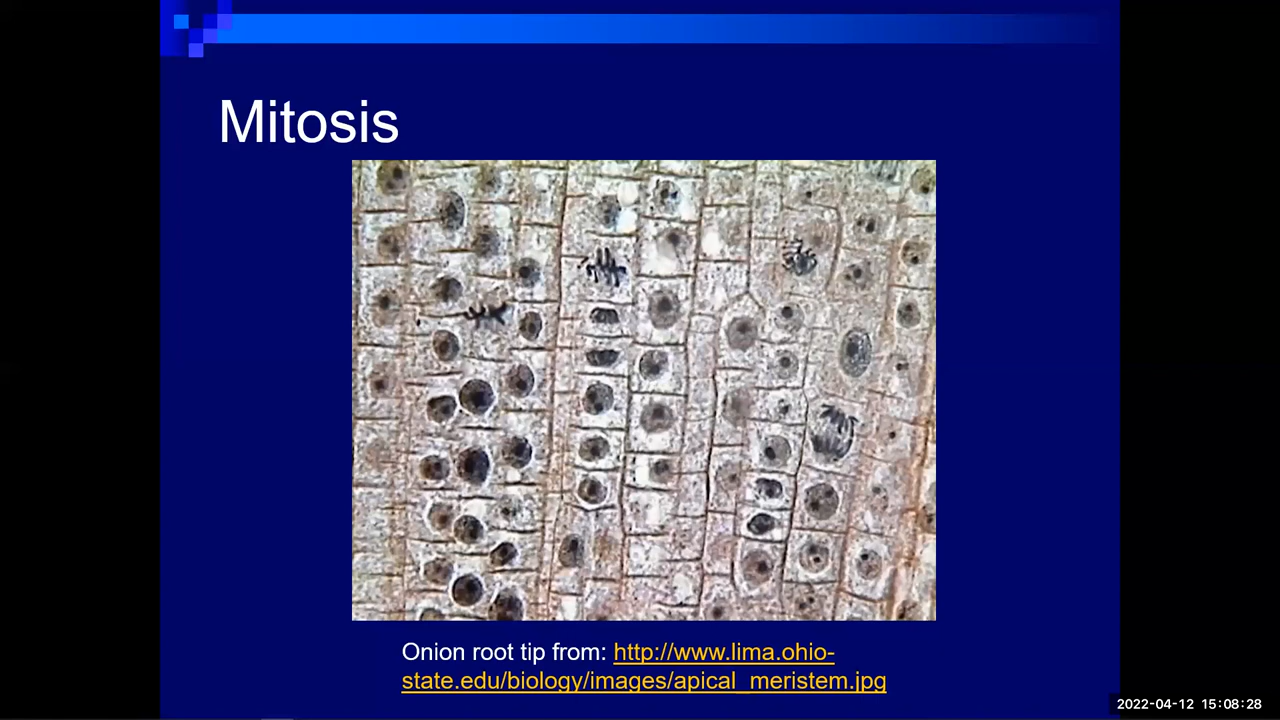 Mitosis
Onion root tip from: http://www.lima.ohio-
state.edu/biology/images/apical_meristem.jpg
2022-04-12 15:08:28